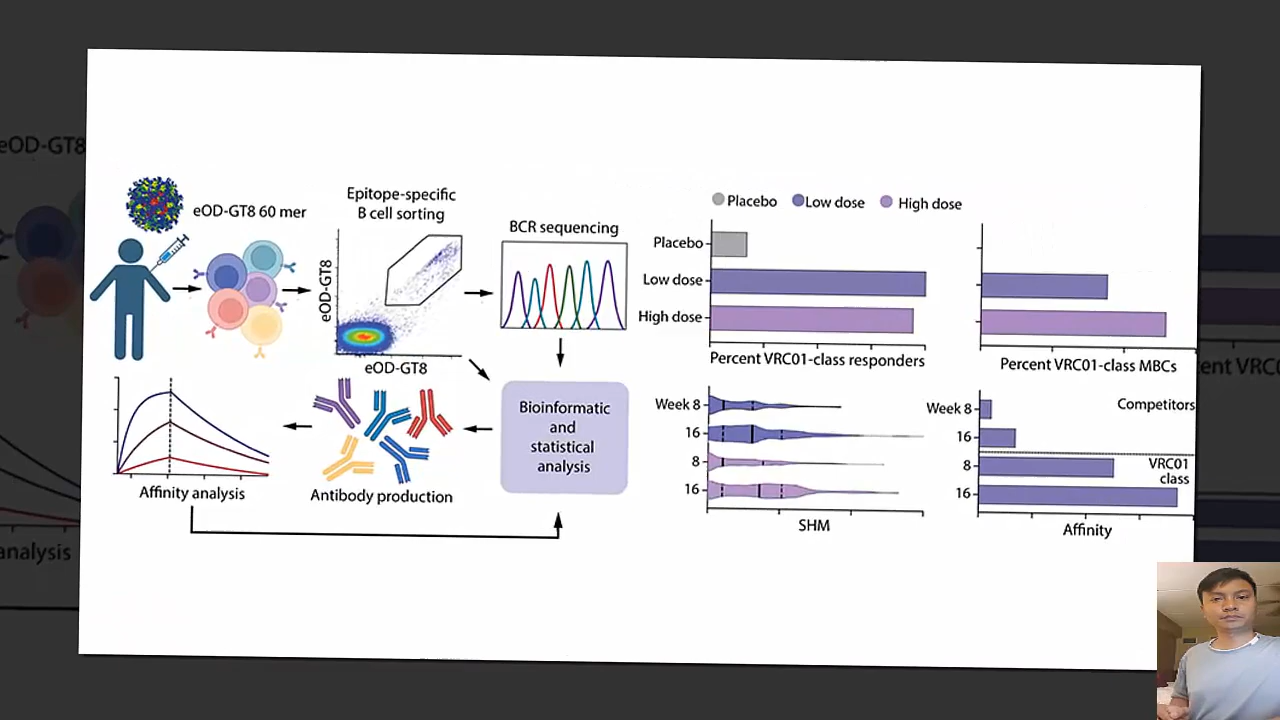 eOD-GT8
eOD-GT8 60 mer
Epitope-specific
B cell sorting
eOD-GT8
eOD-GT8
BCR sequencing
Bioinformatic
and
statistical
analysis
Antibody production
Affinity analysis
Placebo
Low dose
High dose
Placebo
Low dose
High dose
Percent VRC01-class responders
Percent VRC01-class MBCs
Week 8
16
8
16
SHM
Week 8
16
8
16
Competitors
VRC01
class
Affinity
analysis
ent VRC